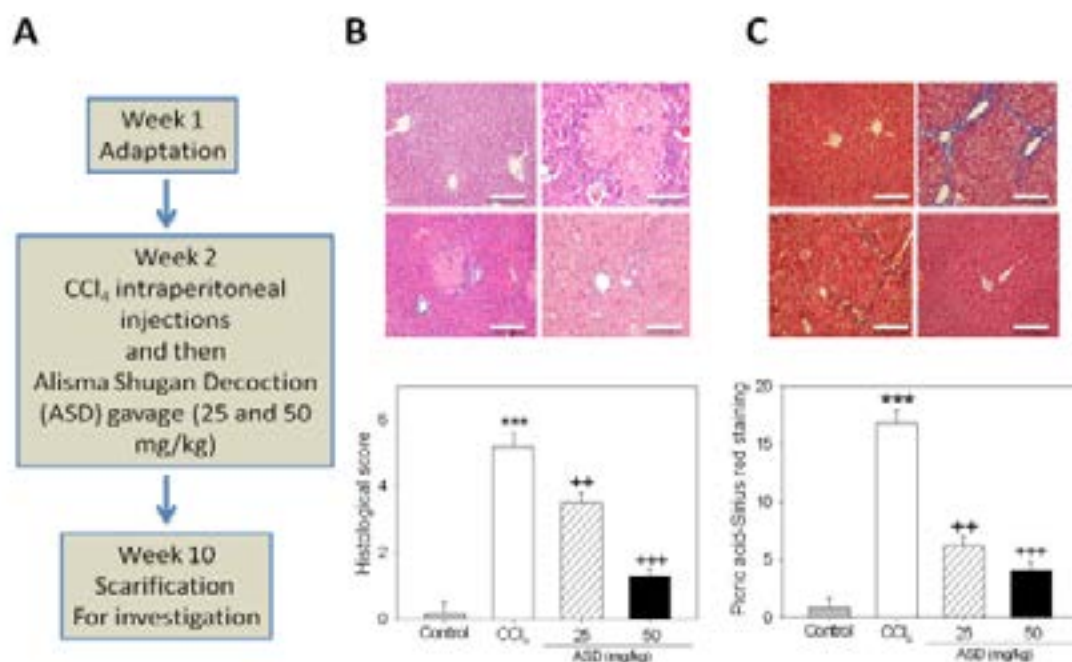 A
Week 1
Adaptation
Week 2
CCl₄ intraperitoneal
injections
and then
Alisma Shugan Decoction
(ASD) gavage (25 and 50
mg/kg)
Week 10
Scarification
For investigation
B
Histological score
6
4
2
0
***
++
+++
Control
CCl₄
25
50
ASD (mg/kg)
C
Picric acid-Sirius red staining
20
15
10
5
0
***
++
+++
Control
CCl₄
25
50
ASD (mg/kg)